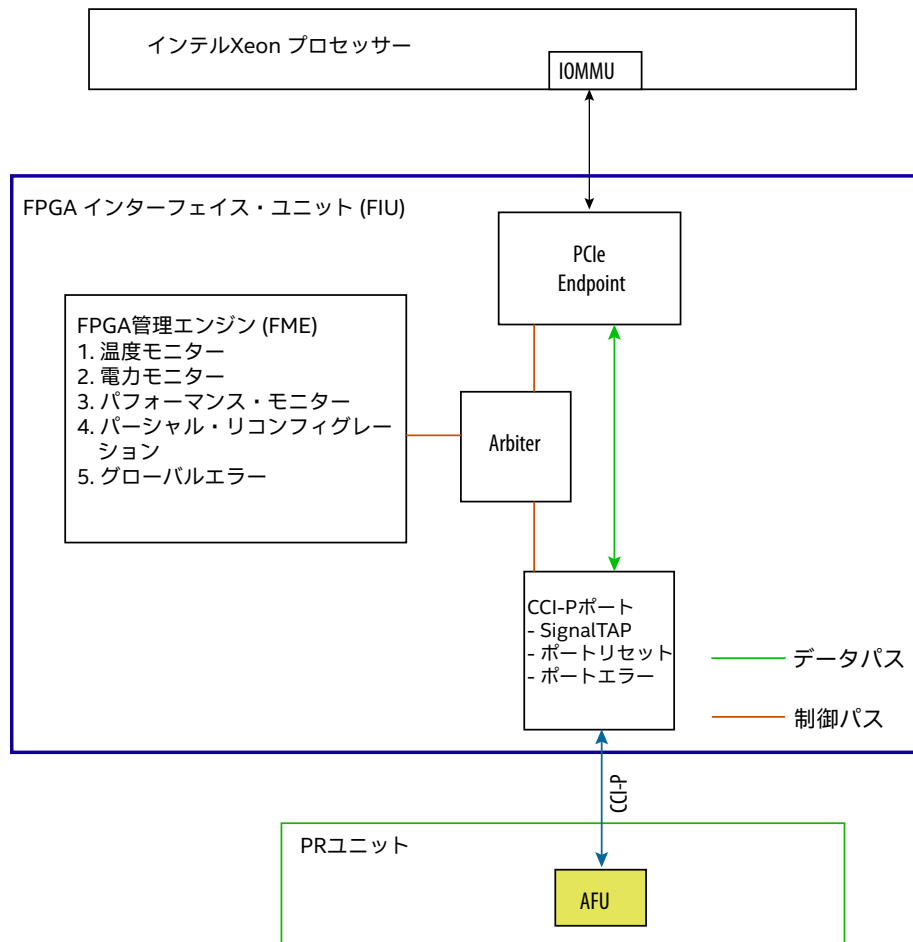 インテルXeon プロセッサー
IOMMU
FPGA インターフェイス・ユニット (FIU)
PCIe
Endpoint
FPGA管理エンジン (FME)
1. 温度モニター
2. 電力モニター
3. パフォーマンス・モニター
4. パーシャル・リコンフィグレー
ション
5. グローバルエラー
Arbiter
CCI-Pポート
- SignalTAP
- ポートリセット
- ポートエラー
データパス
制御パス
CCI-P
PRユニット
AFU